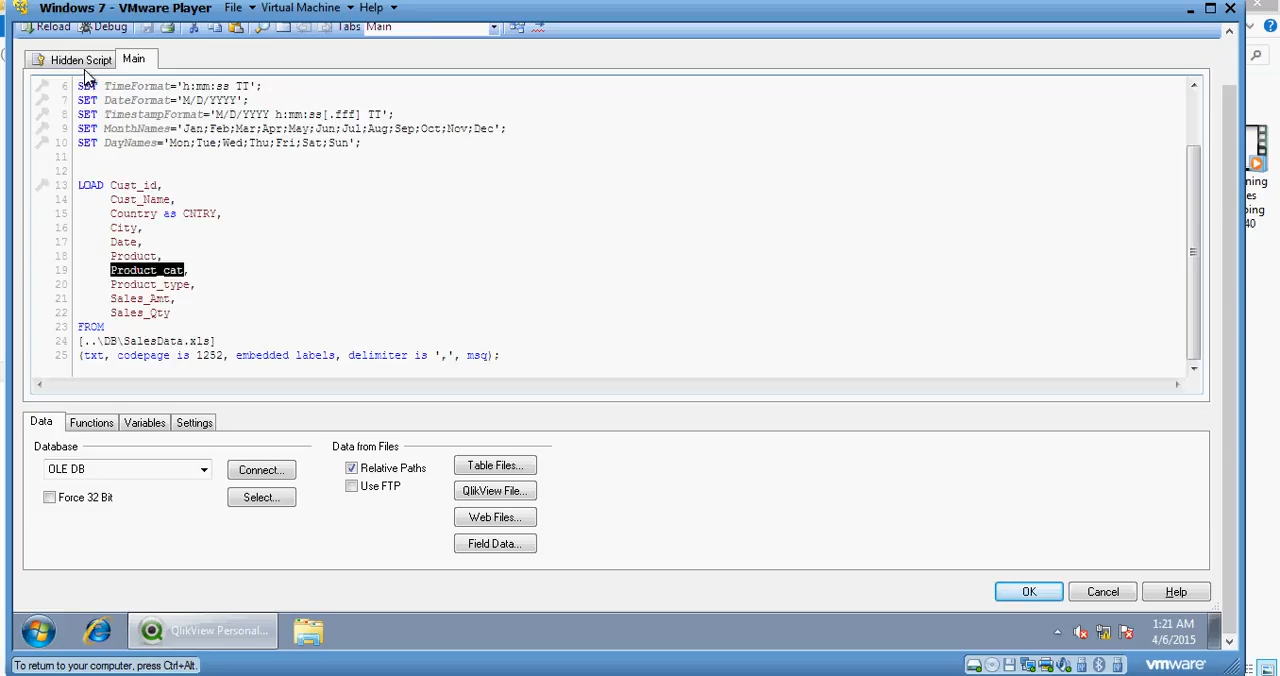 Windows 7 - VMware Player File Virtual Machine Help
Reload Debug Tabs Main
Hidden Script Main
6 SET TimeFormat='h:mm:ss TT';
7 SET DateFormat='M/D/YYYY';
8 SET TimestampFormat='M/D/YYYY h:mm:ss[.fff] TT';
9 SET MonthNames='Jan;Feb;Mar;Apr;May;Jun;Jul;Aug;Sep;Oct;Nov;Dec';
10 SET DayNames='Mon;Tue;Wed;Thu;Fri;Sat;Sun';
11
12
13 LOAD Cust_id,
14 Cust_Name,
15 Country as CNTRY,
16 City,
17 Date,
18 Product,
19 Product_cat,
20 Product_type,
21 Sales_Amt,
22 Sales_Qty
23 FROM
24 [..\DB\SalesData.xls]
25 (txt, codepage is 1252, embedded labels, delimiter is ',', msq);
ning
es
ping
40
Data Functions Variables Settings
Database
OLE DB
Connect...
Force 32 Bit
Select...
Data from Files
Relative Paths
Use FTP
Table Files...
QlikView File...
Web Files...
Field Data...
OK Cancel Help
QlikView Personal...
1:21 AM
4/6/2015
To return to your computer, press Ctrl+Alt.
vmware